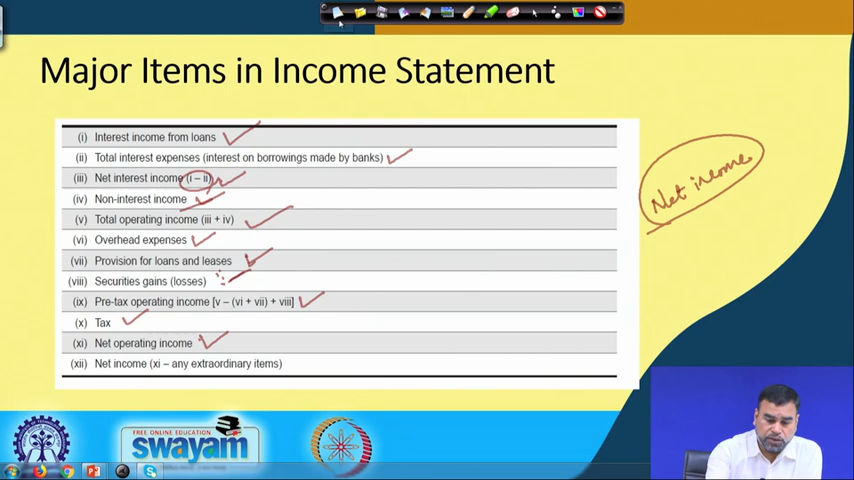 Major Items in Income Statement
(i) Interest income from loans
(ii) Total interest expenses (interest on borrowings made by banks)
(iii) Net interest income (i – ii)
(iv) Non-interest income
(v) Total operating income (iii + iv)
(vi) Overhead expenses
(vii) Provision for loans and leases
(viii) Securities gains (losses)
(ix) Pre-tax operating income [v – (vi + vii) + viii]
(x) Tax
(xi) Net operating income
(xii) Net income (xi – any extraordinary items)
Net income
FREE ONLINE EDUCATION
swayam